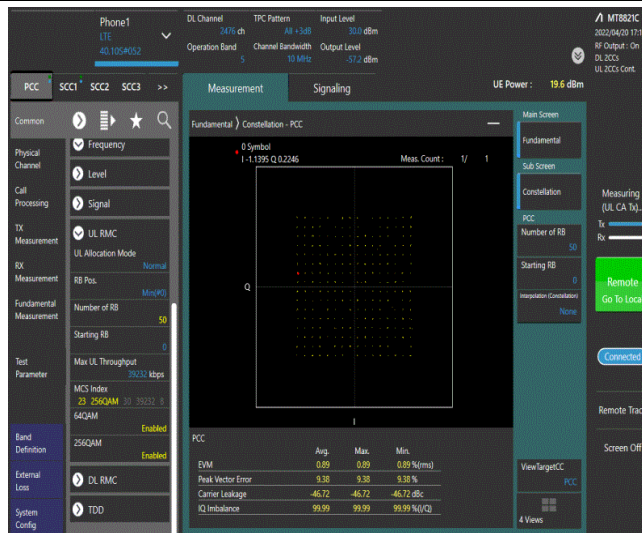 Phone1
LTE
40.105#052
DL Channel
2476 ch
TPC Pattern
All +3dB
Input Level
30.0 dBm
Operation Band
5
Channel Bandwidth
10 MHz
Output Level
-57.2 dBm
MT8821C
2022/04/20 17:1
RF Output : On
DL 2CCs
UL 2CCs Cont.
PCC
SCC1
SCC2
SCC3
>>
Measurement
Signaling
UE Power : 19.6 dBm
Common
Physical
Channel
Call
Processing
TX
Measurement
RX
Measurement
Fundamental
Measurement
Test
Parameter
Band
Definition
External
Loss
System
Config
Frequency
Level
Signal
UL RMC
UL Allocation Mode
Normal
RB Pos.
Min(#0)
Number of RB
50
Starting RB
0
Max UL Throughput
39232 kbps
MCS Index
23 256QAM 30 39232 8
64QAM
Enabled
256QAM
Enabled
DL RMC
TDD
Fundamental
Constellation - PCC
0 Symbol
I -1.1395 Q 0.2246
Meas. Count : 1/ 1
Q
I
PCC
Avg. Max. Min.
EVM 0.89 0.89 0.89 %(rms)
Peak Vector Error 9.38 9.38 9.38 %
Carrier Leakage -46.72 -46.72 -46.72 dBc
IQ Imbalance 99.99 99.99 99.99 %(I/Q)
Main Screen
Fundamental
Sub Screen
Constellation
PCC
Number of RB
50
Starting RB
0
Interpolation (Constellation)
None
ViewTargetCC
PCC
4 Views
Measuring
(UL CA Tx)..
Tx
Rx
Remote
Go To Loca
Connected
Remote Trac
Screen Off